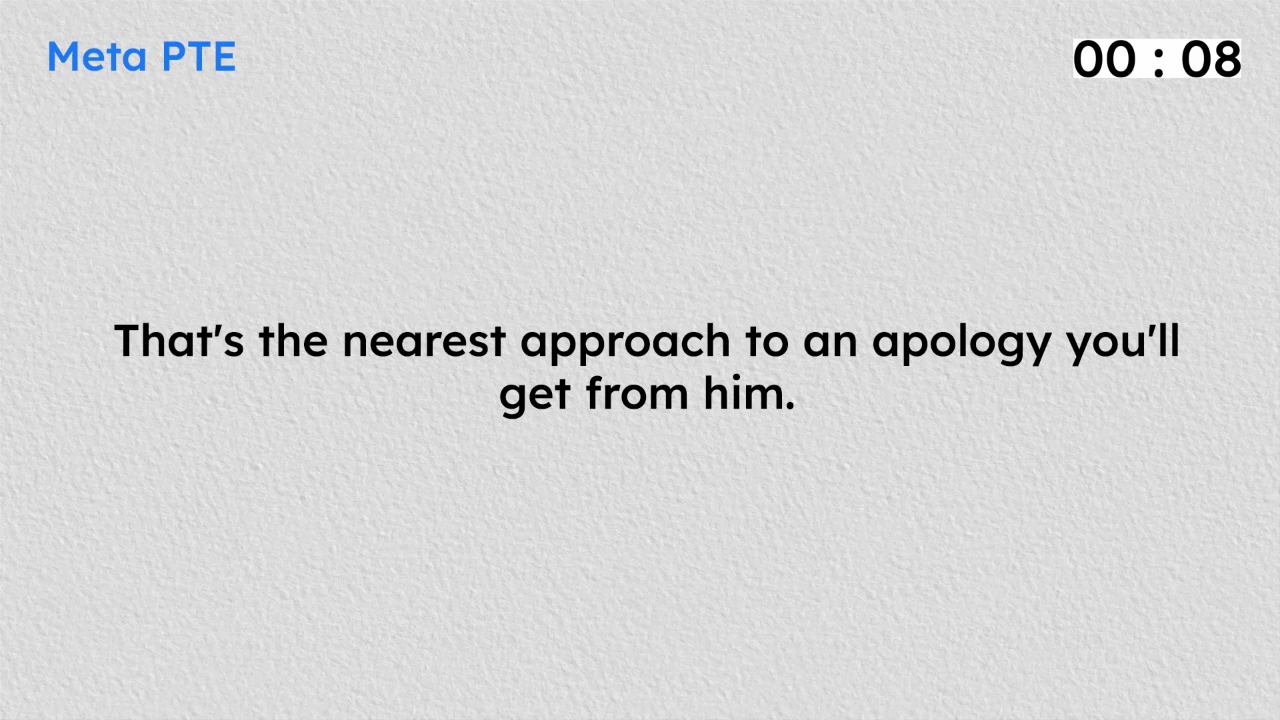 Meta PTE
00 : 08
That's the nearest approach to an apology you'll
get from him.